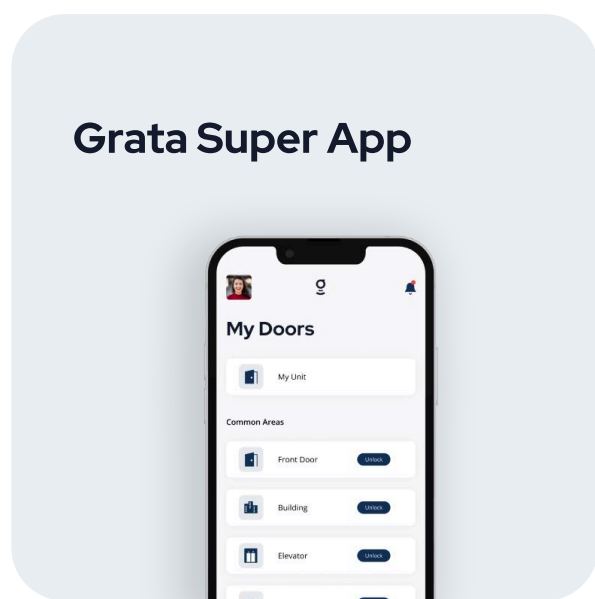 Grata Super App
g
My Doors
My Unit
Common Areas
Front Door Unlock
Building Unlock
Elevator Unlock